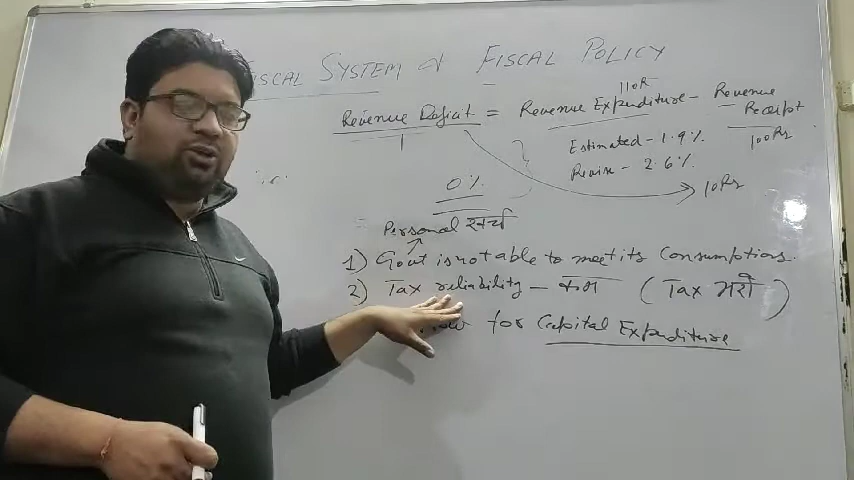 Fiscal System & Fiscal Policy
110R
Revenue Deficit = Revenue Expenditure - Revenue Receipt
100Rs
Estimated - 1.9%
Revise - 2.6%
10Rs
0%
Personal खर्चा
1) Govt is not able to meet its Consumptions.
2) Tax reliability - कम ( Tax भरो )
for Capital Expenditure